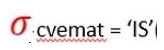 σ cvemat = ‘IS’(